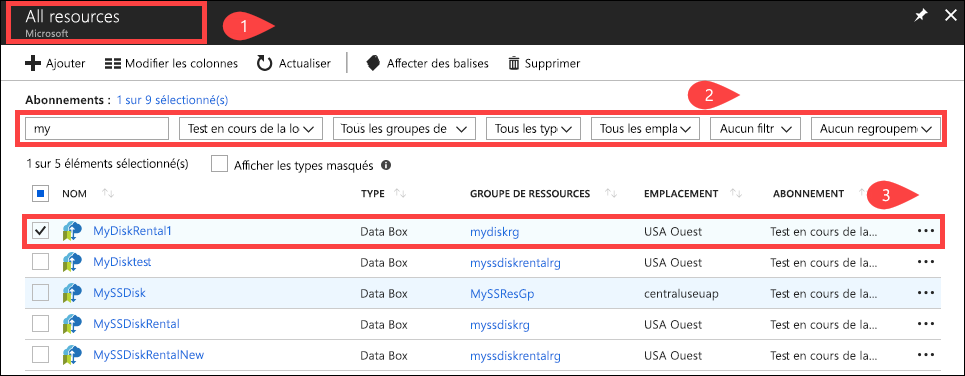 All resources
Microsoft
1
Ajouter Modifier les colonnes Actualiser Affecter des balises Supprimer
Abonnements : 1 sur 9 sélectionné(s)
2
my Test en cours de la lo Tous les groupes de Tous les type Tous les empla Aucun filtr Aucun regroupem
1 sur 5 éléments sélectionné(s) Afficher les types masqués
NOM TYPE GROUPE DE RESSOURCES EMPLACEMENT ABONNEMENT
3
MyDiskRental1 Data Box mydiskrg USA Ouest Test en cours de la...
MyDisktest Data Box myssdiskrentalrg USA Ouest Test en cours de la...
MySSDisk Data Box MySSResGp centraluseuap Test en cours de la...
MySSDiskRental Data Box myssdiskrg USA Ouest Test en cours de la...
MySSDiskRentalNew Data Box myssdiskrentalrg USA Ouest Test en cours de la...